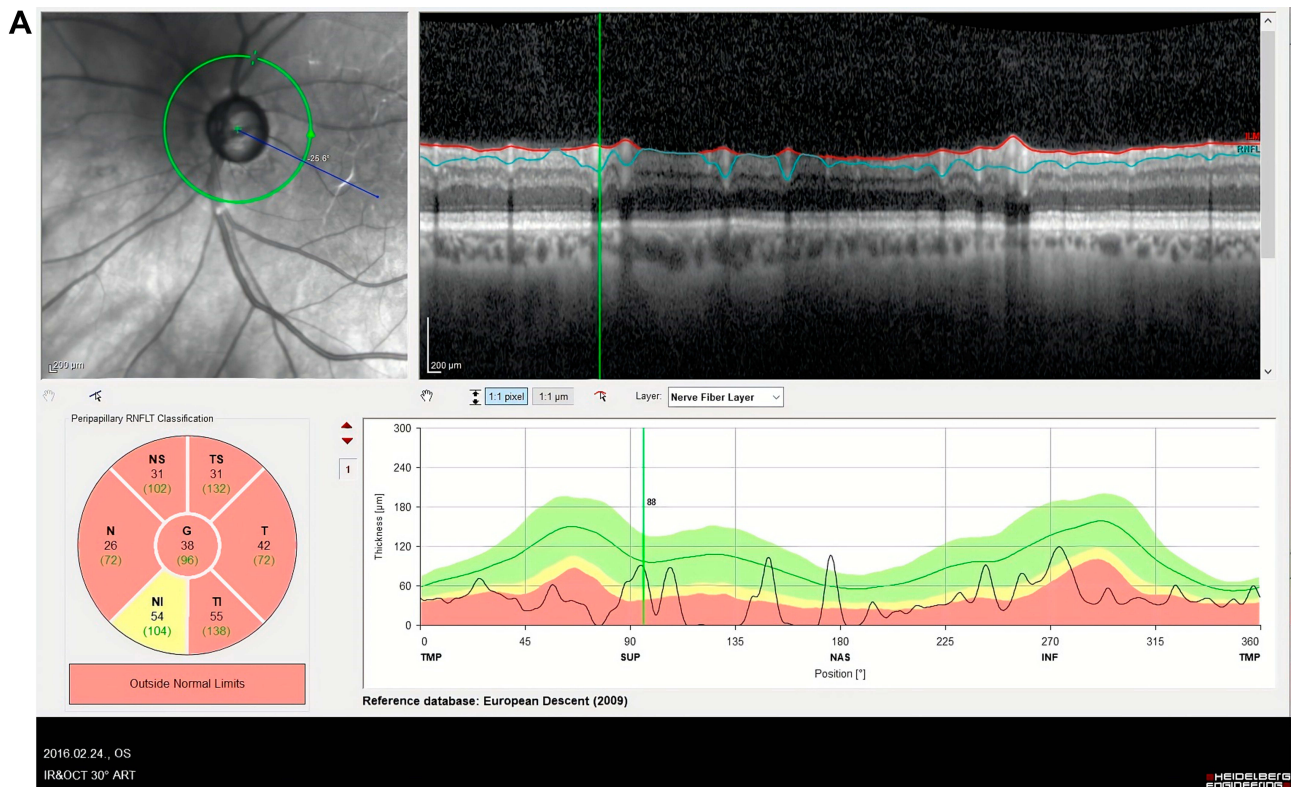 A
-25.6°
200 µm
ILM
RNFL
200 µm
1:1 pixel
1:1 µm
Layer:
Nerve Fiber Layer
Peripapillary RNFLT Classification
NS
31
(102)
TS
31
(132)
N
26
(72)
G
38
(96)
T
42
(72)
NI
54
(104)
TI
55
(138)
Outside Normal Limits
1
Thickness [µm]
300
240
180
120
60
0
88
0
45
90
135
180
225
270
315
360
TMP
SUP
NAS
INF
TMP
Position [°]
Reference database: European Descent (2009)
2016.02.24., OS
IR&OCT 30° ART
HEIDELBERG
ENGINEERING